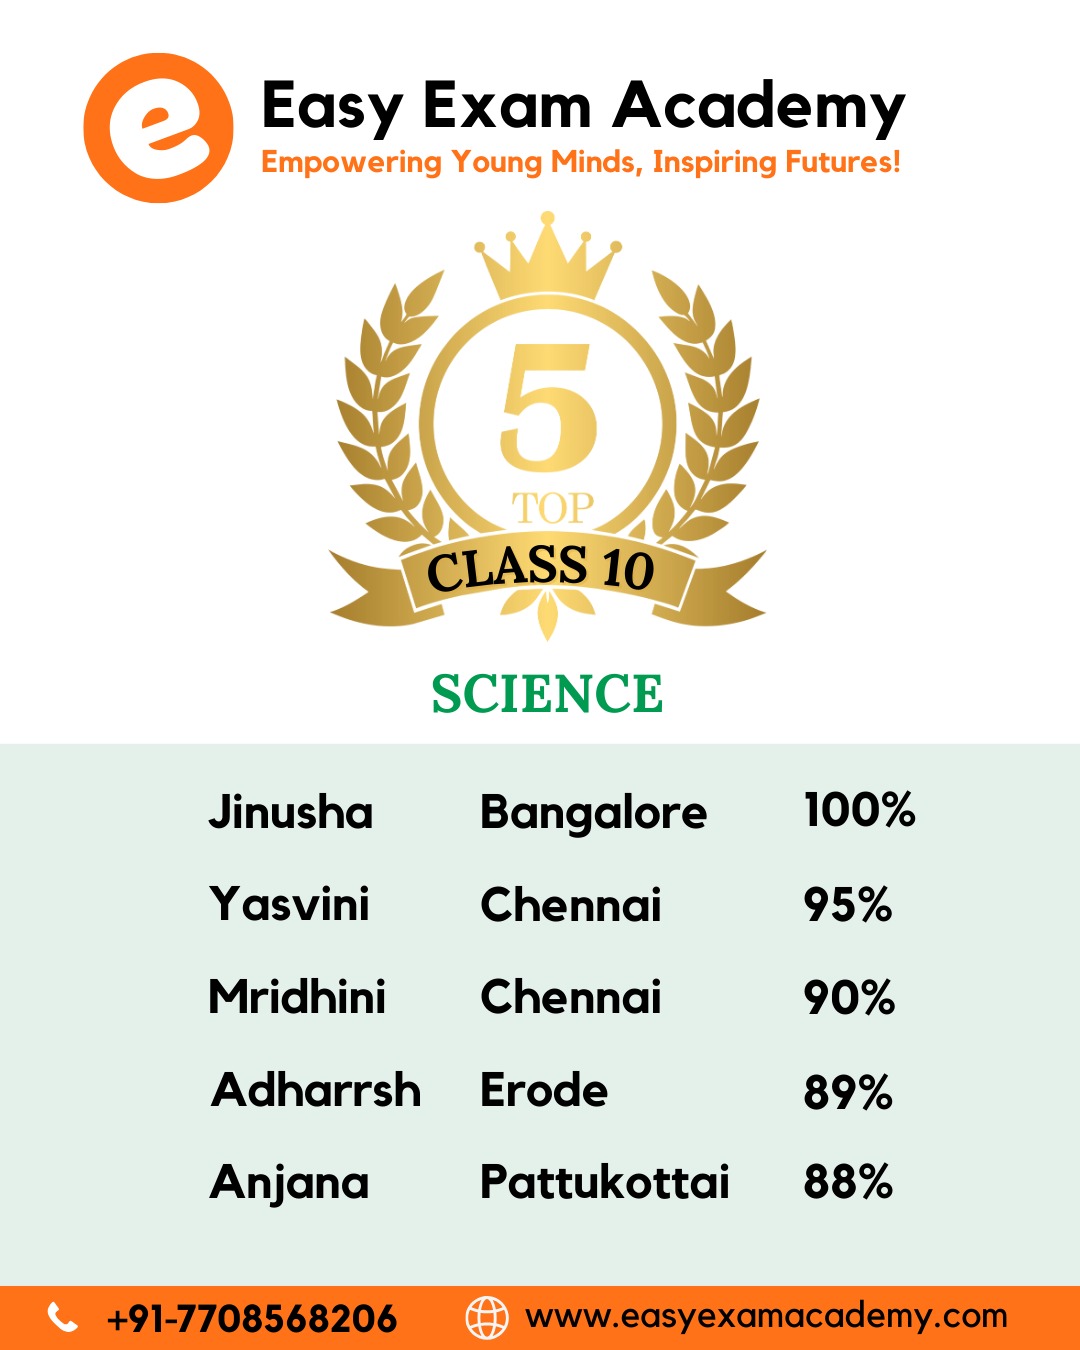 e
Easy Exam Academy
Empowering Young Minds, Inspiring Futures!
5
TOP
CLASS 10
SCIENCE
Jinusha Bangalore 100%
Yasvini Chennai 95%
Mridhini Chennai 90%
Adharrsh Erode 89%
Anjana Pattukottai 88%
+91-7708568206 www.easyexamacademy.com